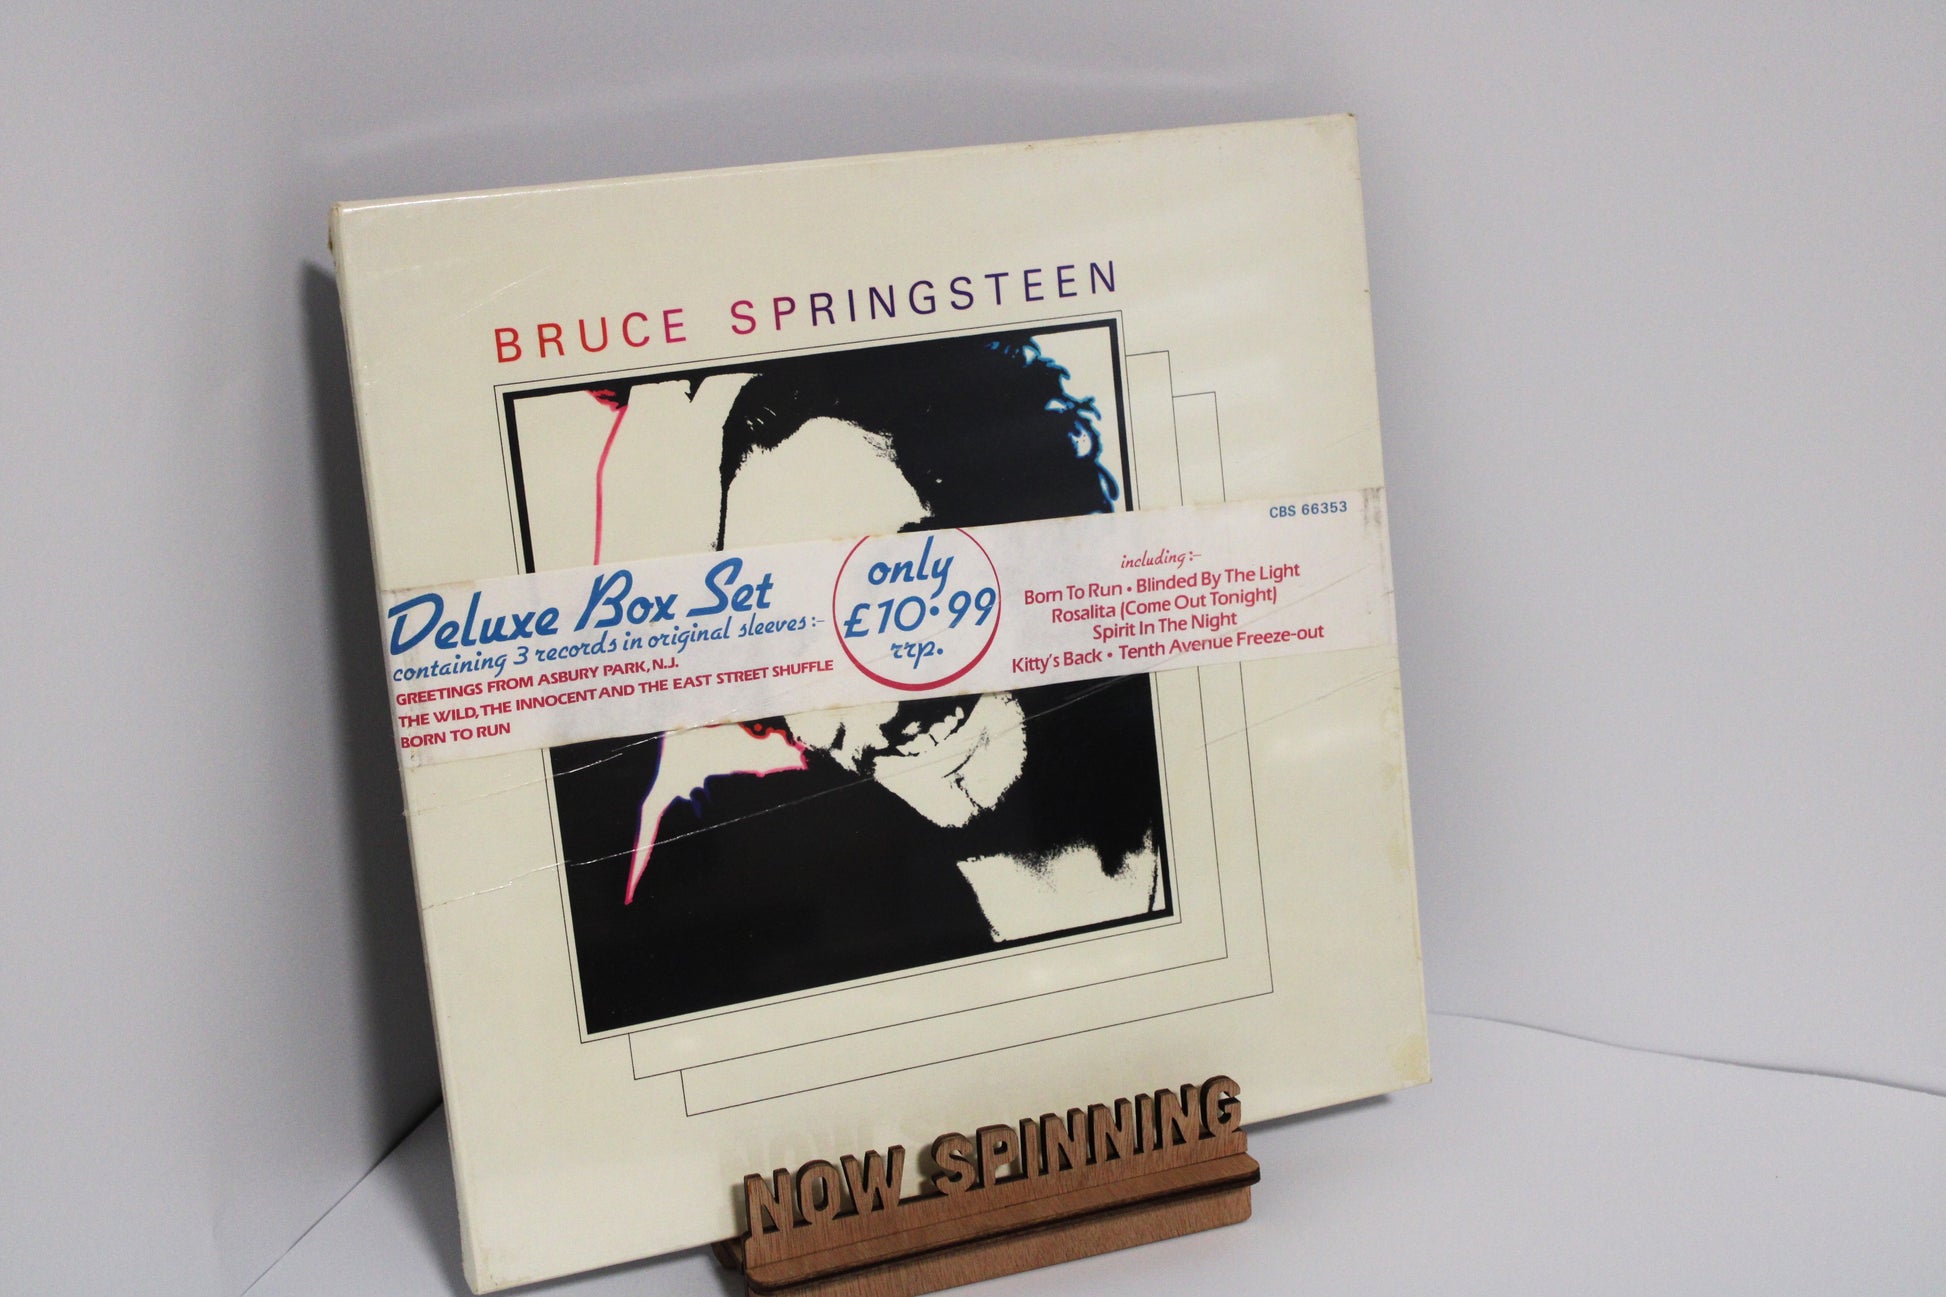 BRUCE SPRINGSTEEN
CBS 66353
Deluxe Box Set
containing 3 records in original sleeves:-
GREETINGS FROM ASBURY PARK, N.J.
THE WILD, THE INNOCENT AND THE EAST STREET SHUFFLE
BORN TO RUN
only
£10·99
rrp.
including:-
Born To Run • Blinded By The Light
Rosalita (Come Out Tonight)
Spirit In The Night
Kitty's Back • Tenth Avenue Freeze-out
NOW SPINNING